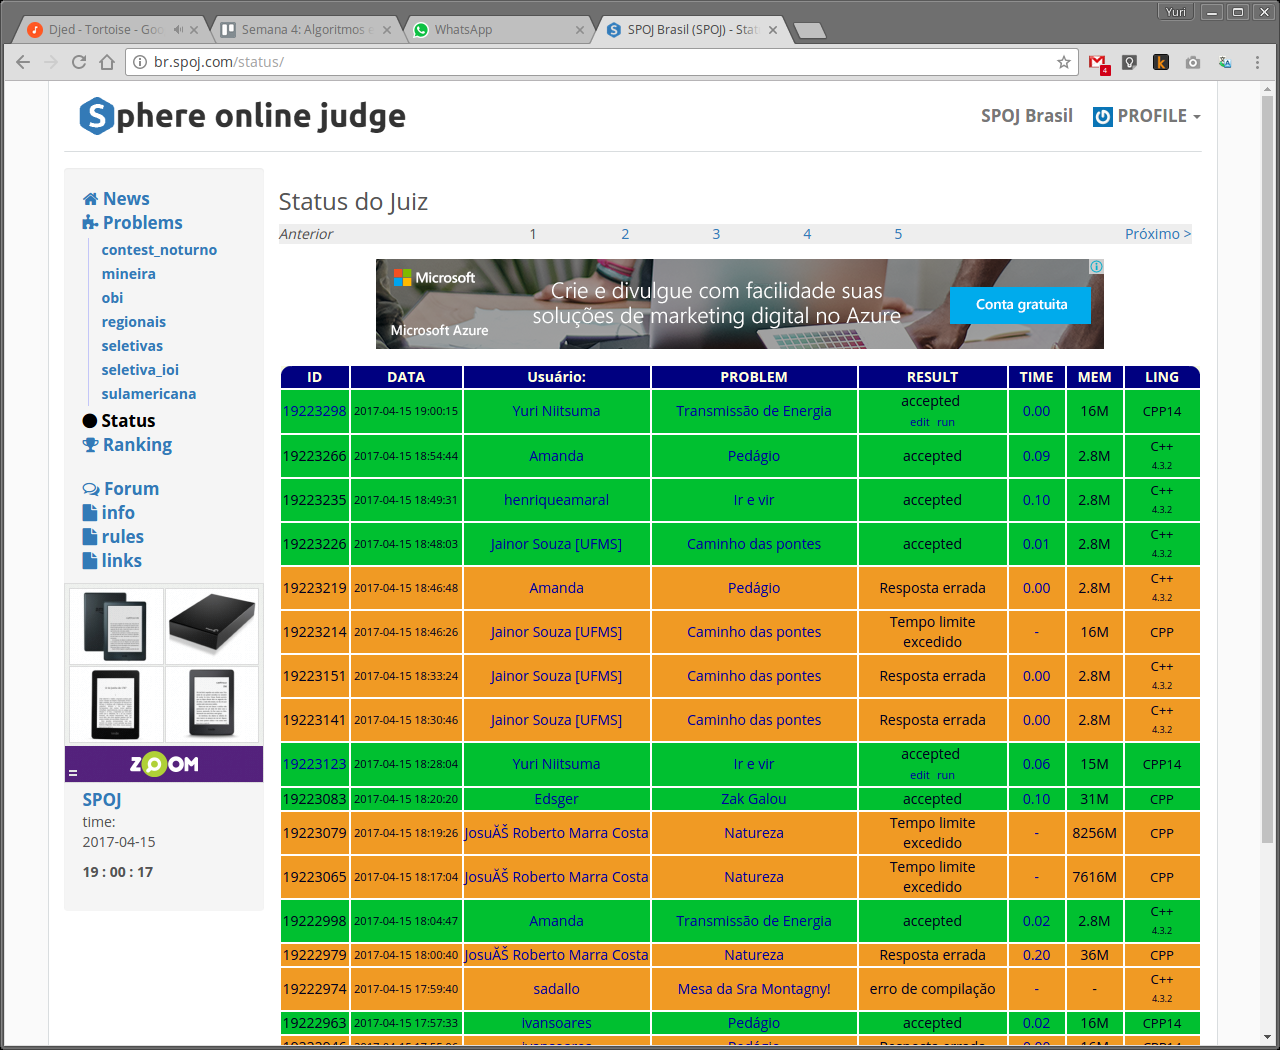 Yuri
Djed - Tortoise - Goo
Semana 4: Algoritmos e
WhatsApp
SPOJ Brasil (SPOJ) - Stat
br.spoj.com/status/
4
Sphere online judge
SPOJ Brasil
PROFILE
News
Problems
contest_noturno
mineira
obi
regionais
seletivas
seletiva_ioi
sulamericana
Status
Ranking
Forum
info
rules
links
ZOOM
SPOJ
time:
2017-04-15
19 : 00 : 17
Status do Juiz
Anterior 1 2 3 4 5 Próximo >
Microsoft
Microsoft Azure
Crie e divulgue com facilidade suas
soluções de marketing digital no Azure
Conta gratuita
ID DATA Usuário: PROBLEM RESULT TIME MEM LING
19223298 2017-04-15 19:00:15 Yuri Niitsuma Transmissão de Energia accepted edit run 0.00 16M CPP14
19223266 2017-04-15 18:54:44 Amanda Pedágio accepted 0.09 2.8M C++ 4.3.2
19223235 2017-04-15 18:49:31 henriqueamaral Ir e vir accepted 0.10 2.8M C++ 4.3.2
19223226 2017-04-15 18:48:03 Jainor Souza [UFMS] Caminho das pontes accepted 0.01 2.8M C++ 4.3.2
19223219 2017-04-15 18:46:48 Amanda Pedágio Resposta errada 0.00 2.8M C++ 4.3.2
19223214 2017-04-15 18:46:26 Jainor Souza [UFMS] Caminho das pontes Tempo limite excedido - 16M CPP
19223151 2017-04-15 18:33:24 Jainor Souza [UFMS] Caminho das pontes Resposta errada 0.00 2.8M C++ 4.3.2
19223141 2017-04-15 18:30:46 Jainor Souza [UFMS] Caminho das pontes Resposta errada 0.00 2.8M C++ 4.3.2
19223123 2017-04-15 18:28:04 Yuri Niitsuma Ir e vir accepted edit run 0.06 15M CPP14
19223083 2017-04-15 18:20:20 Edsger Zak Galou accepted 0.10 31M CPP
19223079 2017-04-15 18:19:26 JosuĂŠ Roberto Marra Costa Natureza Tempo limite excedido - 8256M CPP
19223065 2017-04-15 18:17:04 JosuĂŠ Roberto Marra Costa Natureza Tempo limite excedido - 7616M CPP
19222998 2017-04-15 18:04:47 Amanda Transmissão de Energia accepted 0.02 2.8M C++ 4.3.2
19222979 2017-04-15 18:00:40 JosuĂŠ Roberto Marra Costa Natureza Resposta errada 0.20 36M CPP
19222974 2017-04-15 17:59:40 sadallo Mesa da Sra Montagny! erro de compilação - - C++ 4.3.2
19222963 2017-04-15 17:57:33 ivansoares Pedágio accepted 0.02 16M CPP14